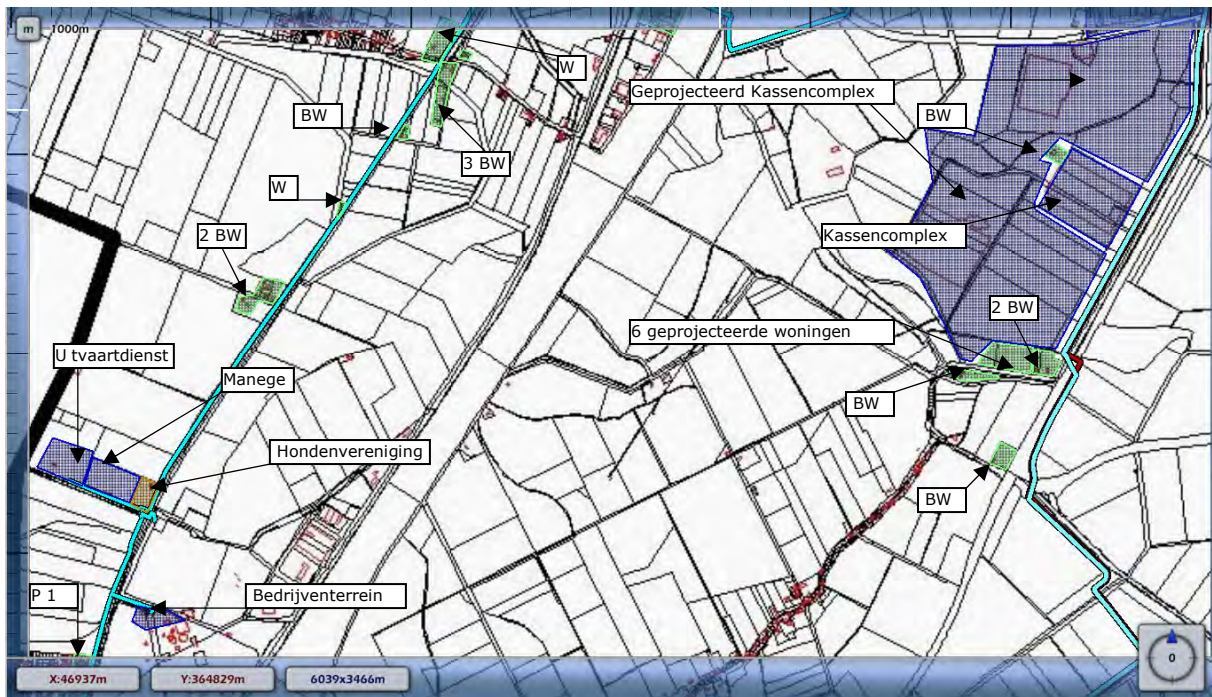 m
1000m
W
Geprojecteerd Kassencomplex
BW
BW
3 BW
W
2 BW
Kassencomplex
2 BW
6 geprojecteerde woningen
U tvaartdienst
Manege
BW
Hondenvereniging
BW
P 1
Bedrijventerrein
0
X:46937m
Y:364829m
6039x3466m